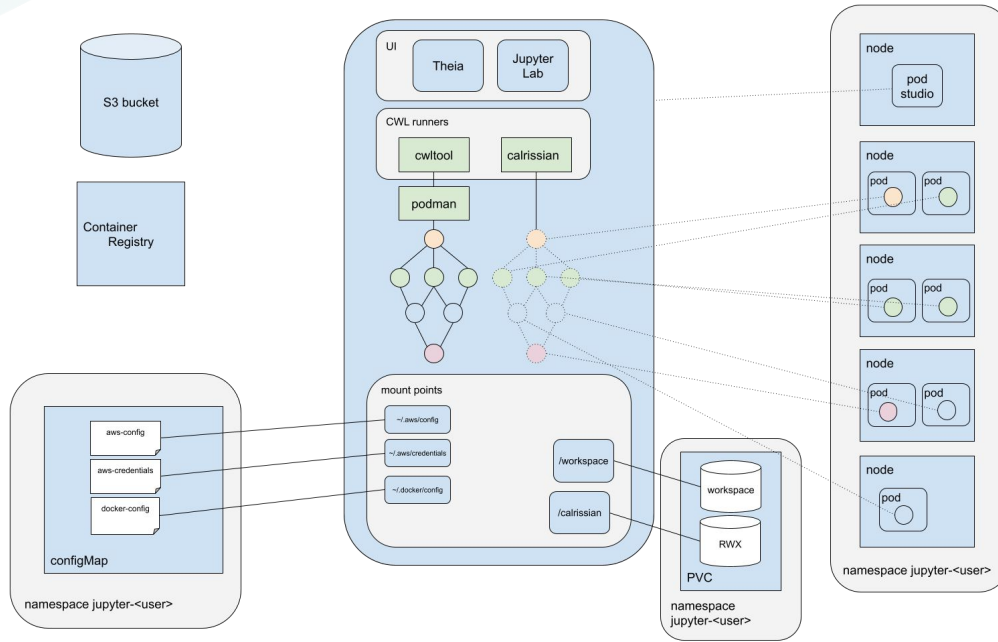 S3 bucket
Container
Registry
UI
Theia
Jupyter
Lab
CWL runners
cwltool
calrissian
podman
mount points
~/.aws/config
~/.aws/credentials
~/.docker/config
/workspace
/calrissian
aws-config
aws-credentials
docker-config
configMap
namespace jupyter-<user>
workspace
RWX
PVC
namespace
jupyter-<user>
node
pod
studio
node
pod
pod
node
pod
pod
node
pod
pod
node
pod
namespace jupyter-<user>